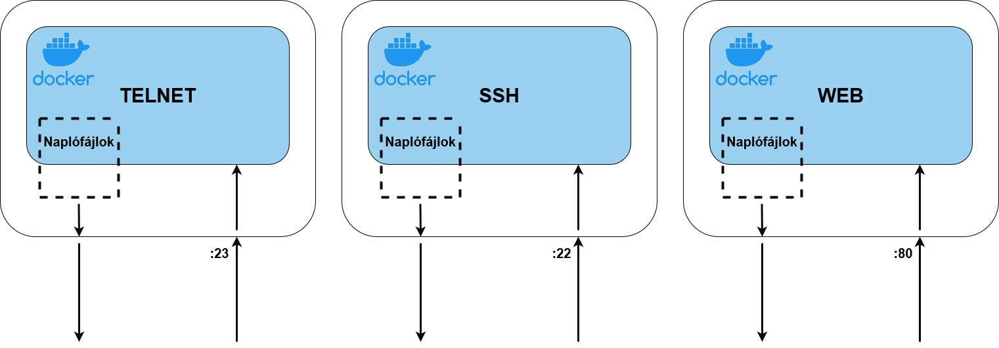 docker
TELNET
Naplófájlok
:23
docker
SSH
Naplófájlok
:22
docker
WEB
Naplófájlok
:80